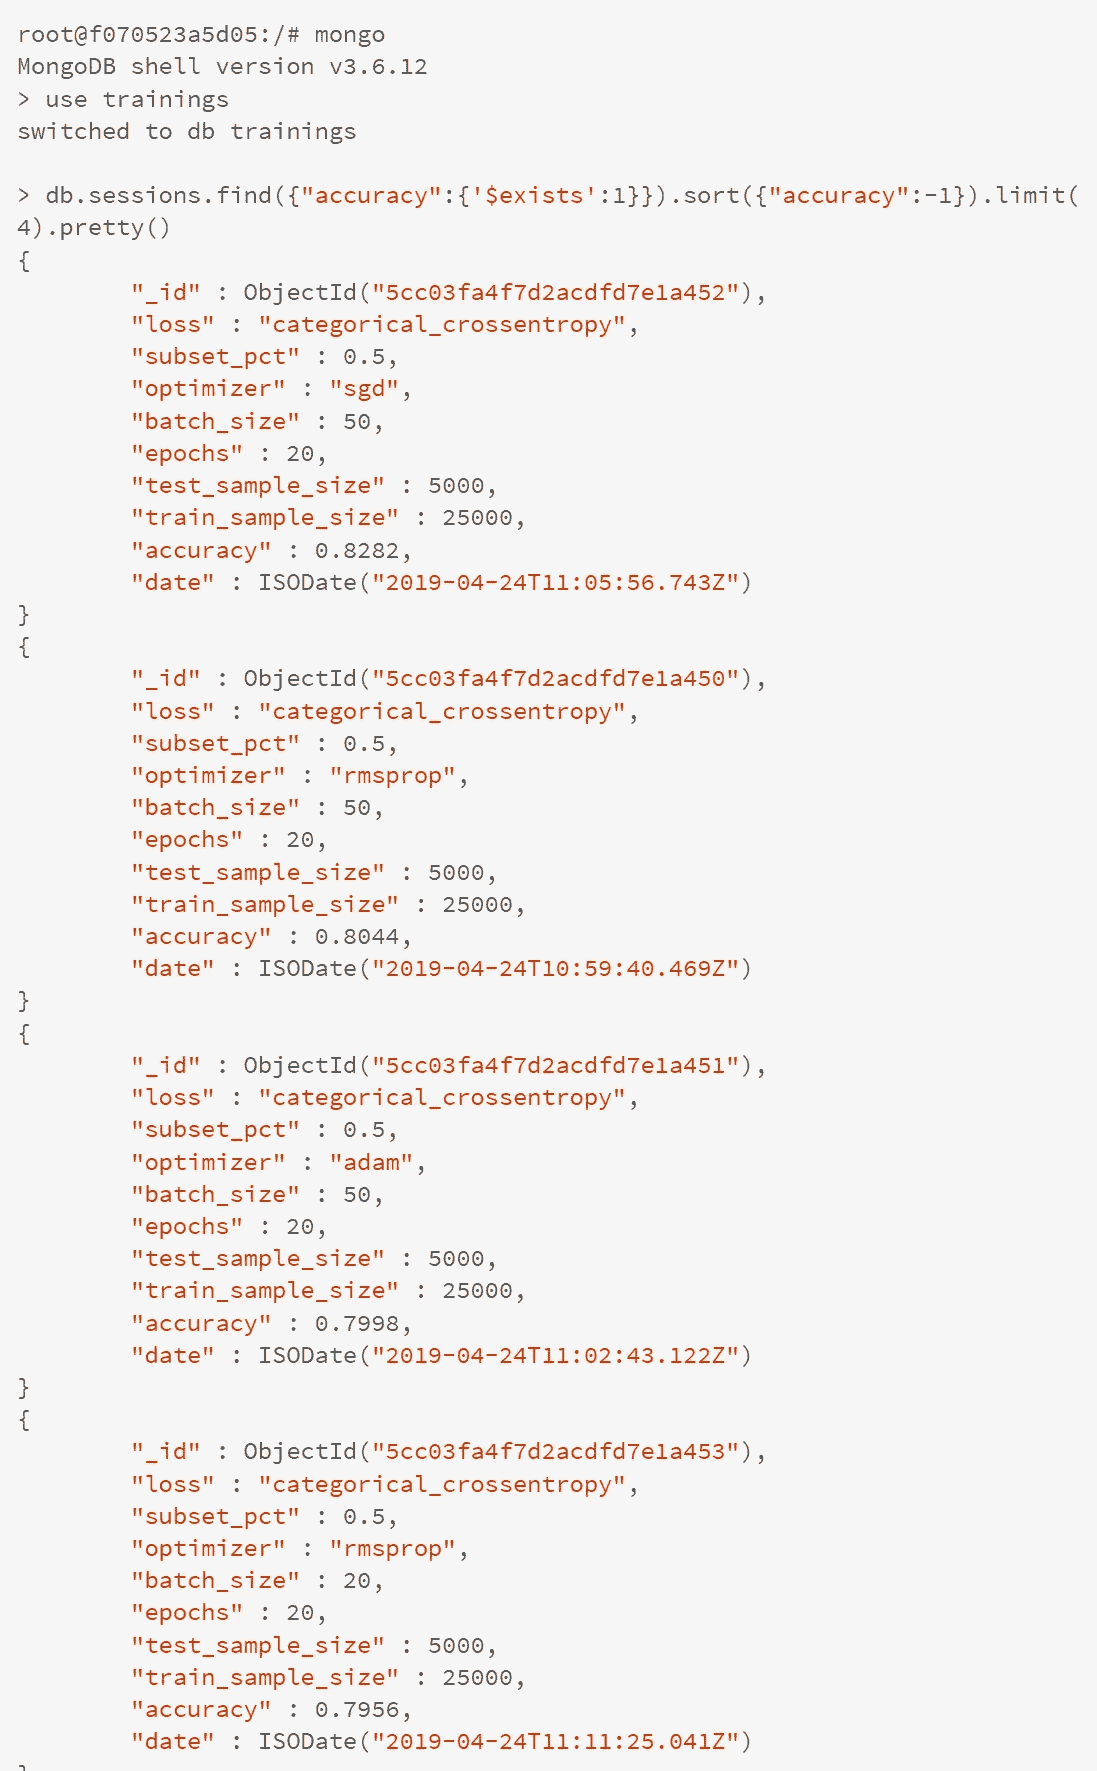 root@f070523a5d05:/# mongo
MongoDB shell version v3.6.12
> use trainings
switched to db trainings
> db.sessions.find({"accuracy":{'$exists':1}}).sort({"accuracy":-1}).limit(
4).pretty()
{
"_id" : ObjectId("5cc03fa4f7d2acdfd7e1a452"),
"loss" : "categorical_crossentropy",
"subset_pct" : 0.5,
"optimizer" : "sgd",
"batch_size" : 50,
"epochs" : 20,
"test_sample_size" : 5000,
"train_sample_size" : 25000,
"accuracy" : 0.8282,
"date" : ISODate("2019-04-24T11:05:56.743Z")
}
{
"_id" : ObjectId("5cc03fa4f7d2acdfd7e1a450"),
"loss" : "categorical_crossentropy",
"subset_pct" : 0.5,
"optimizer" : "rmsprop",
"batch_size" : 50,
"epochs" : 20,
"test_sample_size" : 5000,
"train_sample_size" : 25000,
"accuracy" : 0.8044,
"date" : ISODate("2019-04-24T10:59:40.469Z")
}
{
"_id" : ObjectId("5cc03fa4f7d2acdfd7e1a451"),
"loss" : "categorical_crossentropy",
"subset_pct" : 0.5,
"optimizer" : "adam",
"batch_size" : 50,
"epochs" : 20,
"test_sample_size" : 5000,
"train_sample_size" : 25000,
"accuracy" : 0.7998,
"date" : ISODate("2019-04-24T11:02:43.122Z")
}
{
"_id" : ObjectId("5cc03fa4f7d2acdfd7e1a453"),
"loss" : "categorical_crossentropy",
"subset_pct" : 0.5,
"optimizer" : "rmsprop",
"batch_size" : 20,
"epochs" : 20,
"test_sample_size" : 5000,
"train_sample_size" : 25000,
"accuracy" : 0.7956,
"date" : ISODate("2019-04-24T11:11:25.041Z")
}